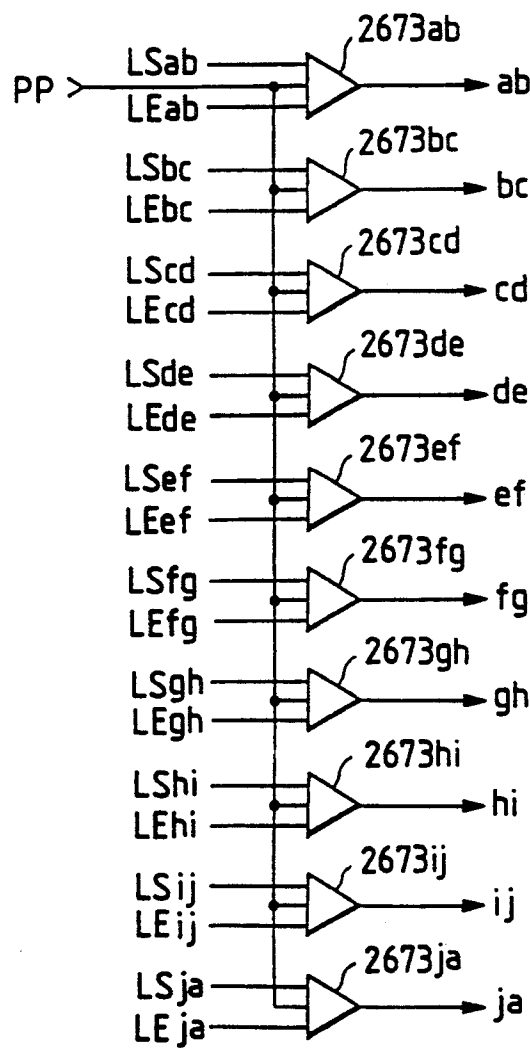 2673ab
LSab
PP
ab
LEab
2673bc
LSbc
bc
LEbc
2673cd
LScd
cd
LEcd
2673de
LSde
de
LEde
2673ef
LSef
ef
LEef
2673fg
LSfg
fg
LEfg
2673gh
LSgh
gh
LEgh
2673hi
LShi
hi
LEhi
2673ij
LSij
ij
LEij
2673ja
LSja
ja
LEja